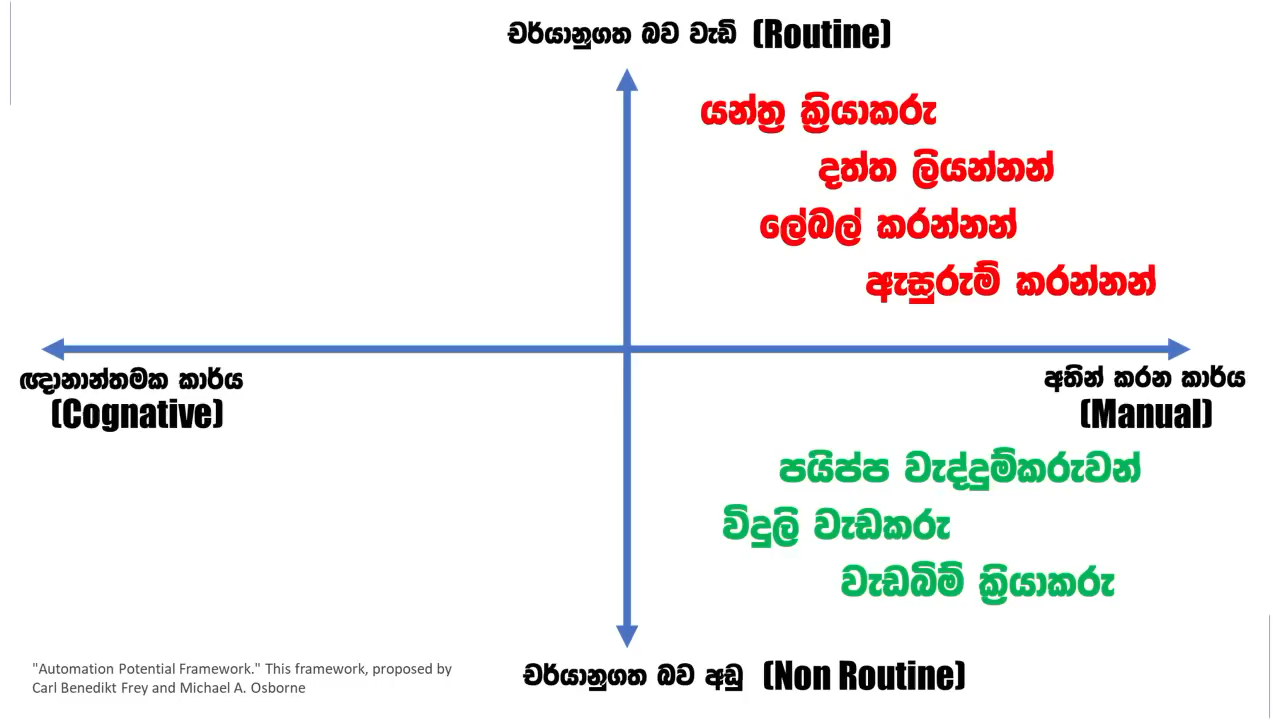 චර්යානුගත බව වැඩි (Routine)
යන්ත්‍ර ක්‍රියාකරු
දත්ත ලියන්නන්
ලේබල් කරන්නන්
ඇසුරුම් කරන්නන්
ඥානාන්තමක කාර්ය
(Cognative)
අතින් කරන කාර්ය
(Manual)
පයිප්ප වැද්දුම්කරුවන්
විදුලි වැඩකරු
වැඩබිම් ක්‍රියාකරු
"Automation Potential Framework." This framework, proposed by
Carl Benedikt Frey and Michael A. Osborne
චර්යානුගත බව අඩු (Non Routine)